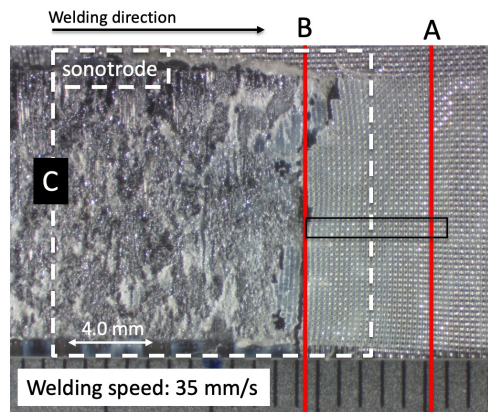 Welding direction
B
A
sonotrode
C
4.0 mm
Welding speed: 35 mm/s